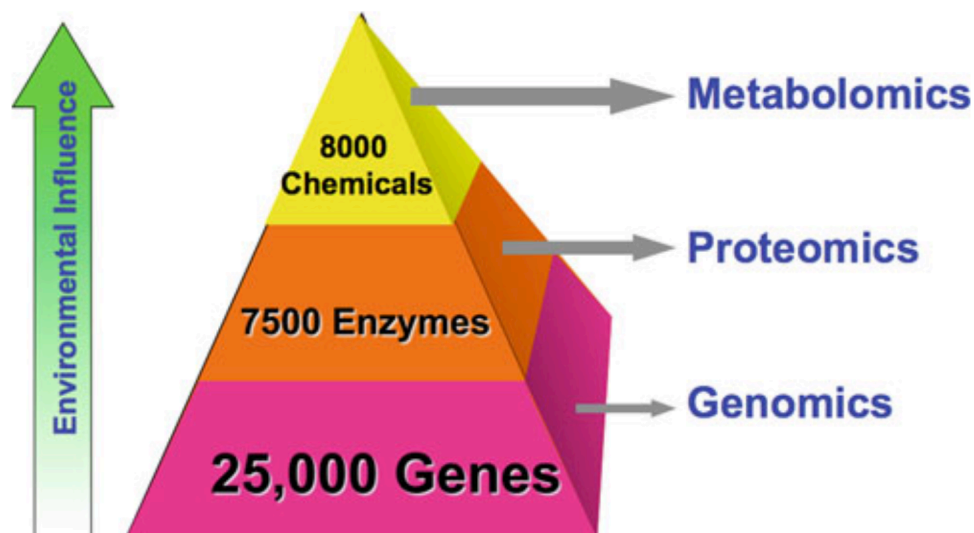 Environmental Influence
8000
Chemicals
Metabolomics
7500 Enzymes
Proteomics
25,000 Genes
Genomics